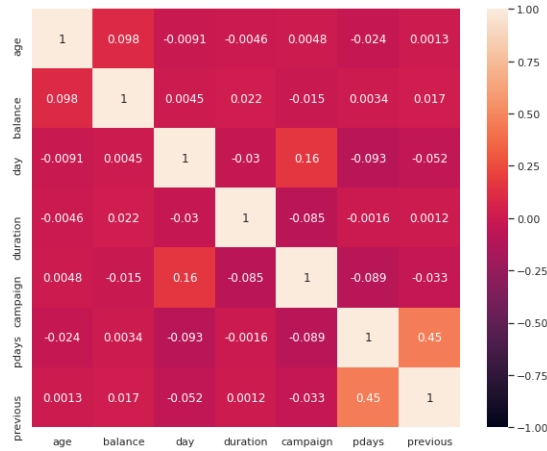 age 1 0.098 -0.0091 -0.0046 0.0048 -0.024 0.0013
balance 0.098 1 0.0045 0.022 -0.015 0.0034 0.017
day -0.0091 0.0045 1 -0.03 0.16 -0.093 -0.052
duration -0.0046 0.022 -0.03 1 -0.085 -0.0016 0.0012
campaign 0.0048 -0.015 0.16 -0.085 1 -0.089 -0.033
pdays -0.024 0.0034 -0.093 -0.0016 -0.089 1 0.45
previous 0.0013 0.017 -0.052 0.0012 -0.033 0.45 1
age balance day duration campaign pdays previous
1.00
0.75
0.50
0.25
0.00
−0.25
−0.50
−0.75
−1.00